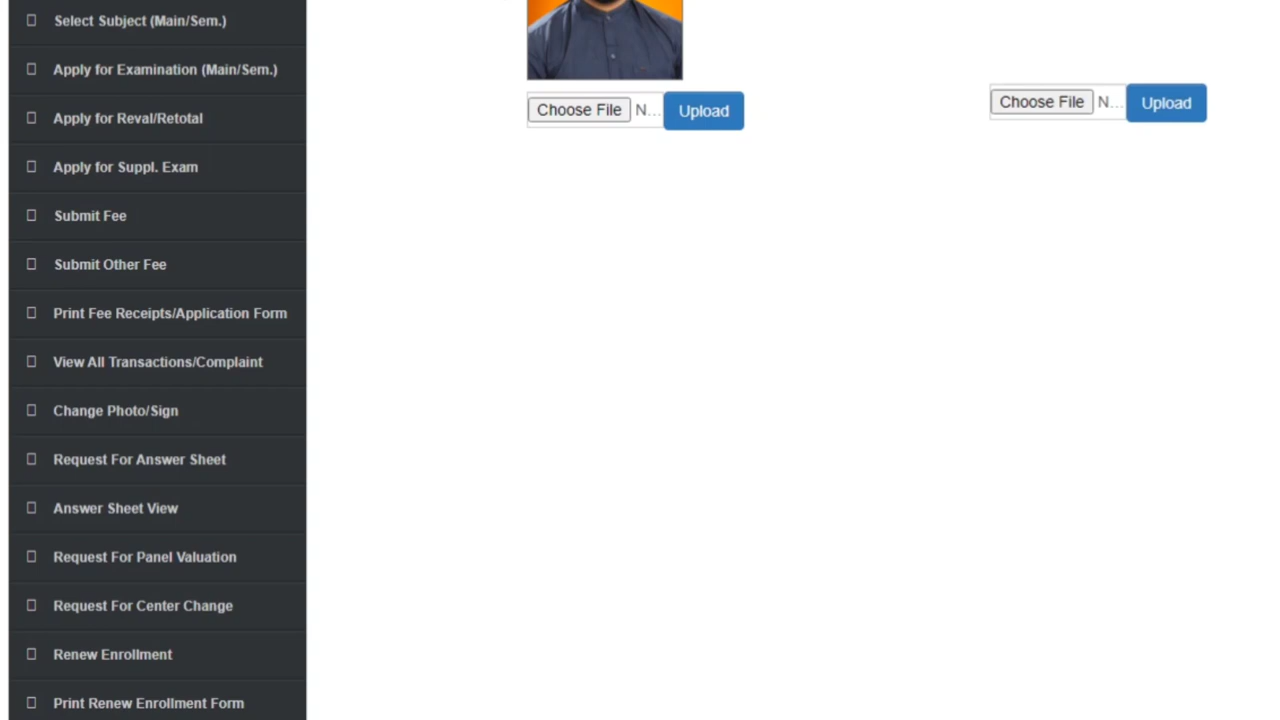 Select Subject (Main/Sem.)
Apply for Examination (Main/Sem.)
Choose File N... Upload
Choose File N... Upload
Apply for Reval/Retotal
Apply for Suppl. Exam
Submit Fee
Submit Other Fee
Print Fee Receipts/Application Form
View All Transactions/Complaint
Change Photo/Sign
Request For Answer Sheet
Answer Sheet View
Request For Panel Valuation
Request For Center Change
Renew Enrollment
Print Renew Enrollment Form